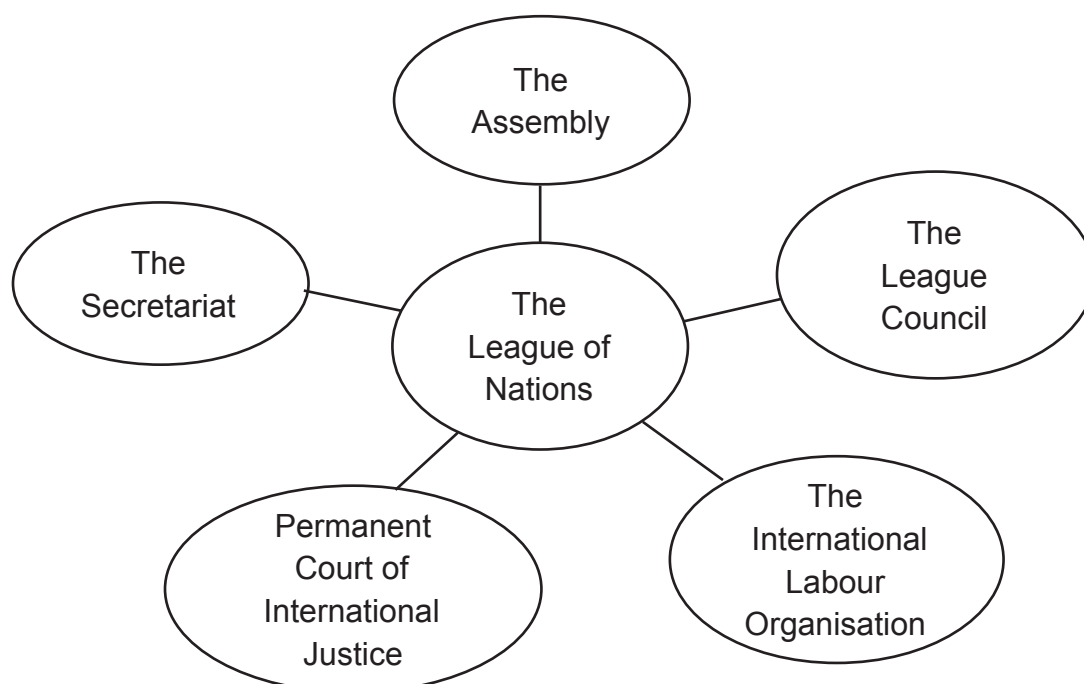 The
Assembly
The
Secretariat
The
League of
Nations
The
League
Council
Permanent
Court of
International
Justice
The
International
Labour
Organisation